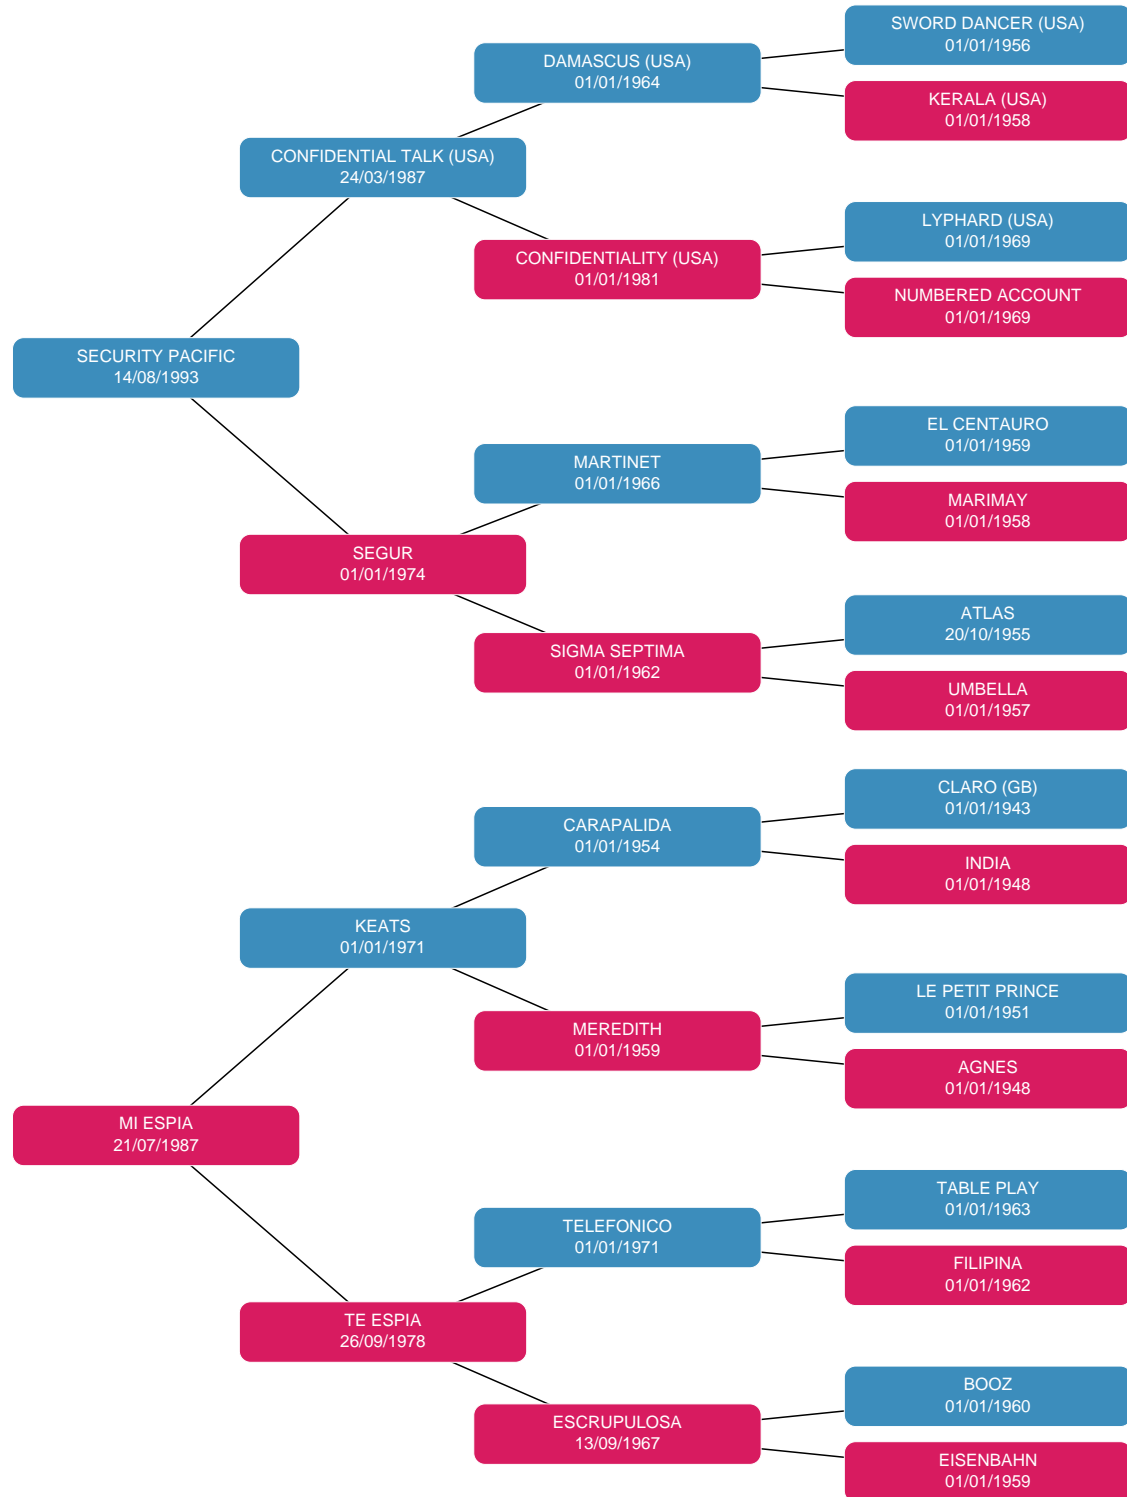 SWORD DANCER (USA)
01/01/1956
DAMASCUS (USA)
01/01/1964
KERALA (USA)
01/01/1958
CONFIDENTIAL TALK (USA)
24/03/1987
LYPHARD (USA)
01/01/1969
CONFIDENTIALITY (USA)
01/01/1981
NUMBERED ACCOUNT
01/01/1969
SECURITY PACIFIC
14/08/1993
EL CENTAURO
01/01/1959
MARTINET
01/01/1966
MARIMAY
01/01/1958
SEGUR
01/01/1974
ATLAS
20/10/1955
SIGMA SEPTIMA
01/01/1962
UMBELLA
01/01/1957
CLARO (GB)
01/01/1943
CARAPALIDA
01/01/1954
INDIA
01/01/1948
KEATS
01/01/1971
LE PETIT PRINCE
01/01/1951
MEREDITH
01/01/1959
AGNES
01/01/1948
MI ESPIA
21/07/1987
TABLE PLAY
01/01/1963
TELEFONICO
01/01/1971
FILIPINA
01/01/1962
TE ESPIA
26/09/1978
BOOZ
01/01/1960
ESCRUPULOSA
13/09/1967
EISENBAHN
01/01/1959